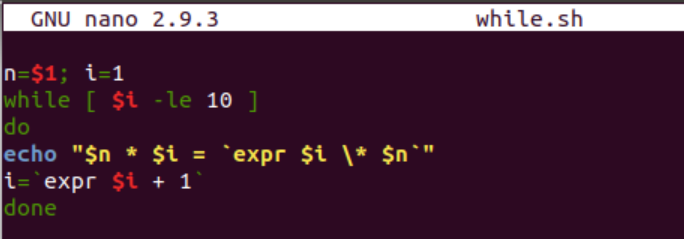 GNU nano 2.9.3 while.sh
n=$1; i=1
while [ $i -le 10 ]
do
echo "$n * $i = `expr $i \* $n`"
i=`expr $i + 1`
done